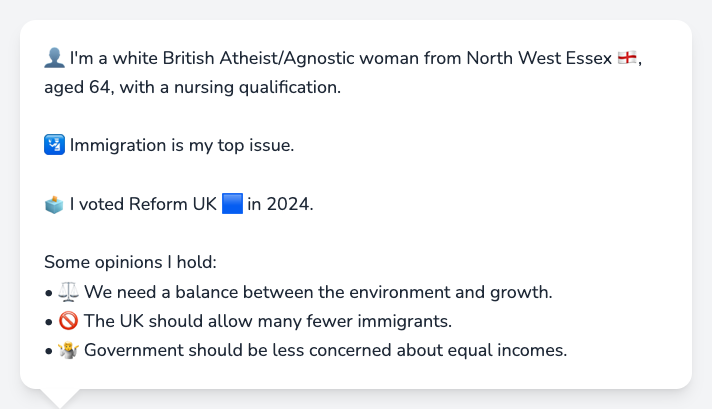 👤 I'm a white British Atheist/Agnostic woman from North West Essex 🏴󠁧󠁢󠁥󠁮󠁧󠁿,
aged 64, with a nursing qualification.
🛂 Immigration is my top issue.
🗳️ I voted Reform UK 🟦 in 2024.
Some opinions I hold:
• ⚖️ We need a balance between the environment and growth.
• 🚫 The UK should allow many fewer immigrants.
• 🤷 Government should be less concerned about equal incomes.